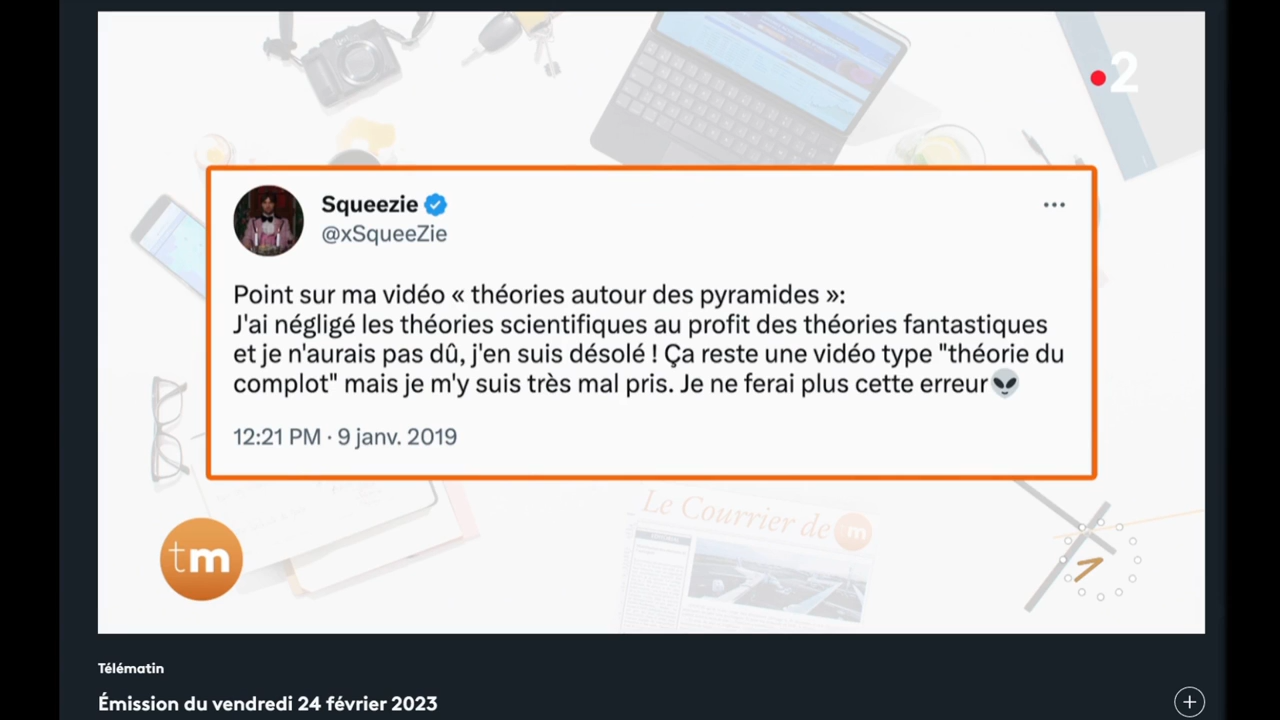 2
Squeezie
@xSqueeZie
Point sur ma vidéo « théories autour des pyramides »:
J'ai négligé les théories scientifiques au profit des théories fantastiques
et je n'aurais pas dû, j'en suis désolé ! Ça reste une vidéo type "théorie du
complot" mais je m'y suis très mal pris. Je ne ferai plus cette erreur👽
12:21 PM · 9 janv. 2019
Le Courrier de m
tm
Télématin
Émission du vendredi 24 février 2023